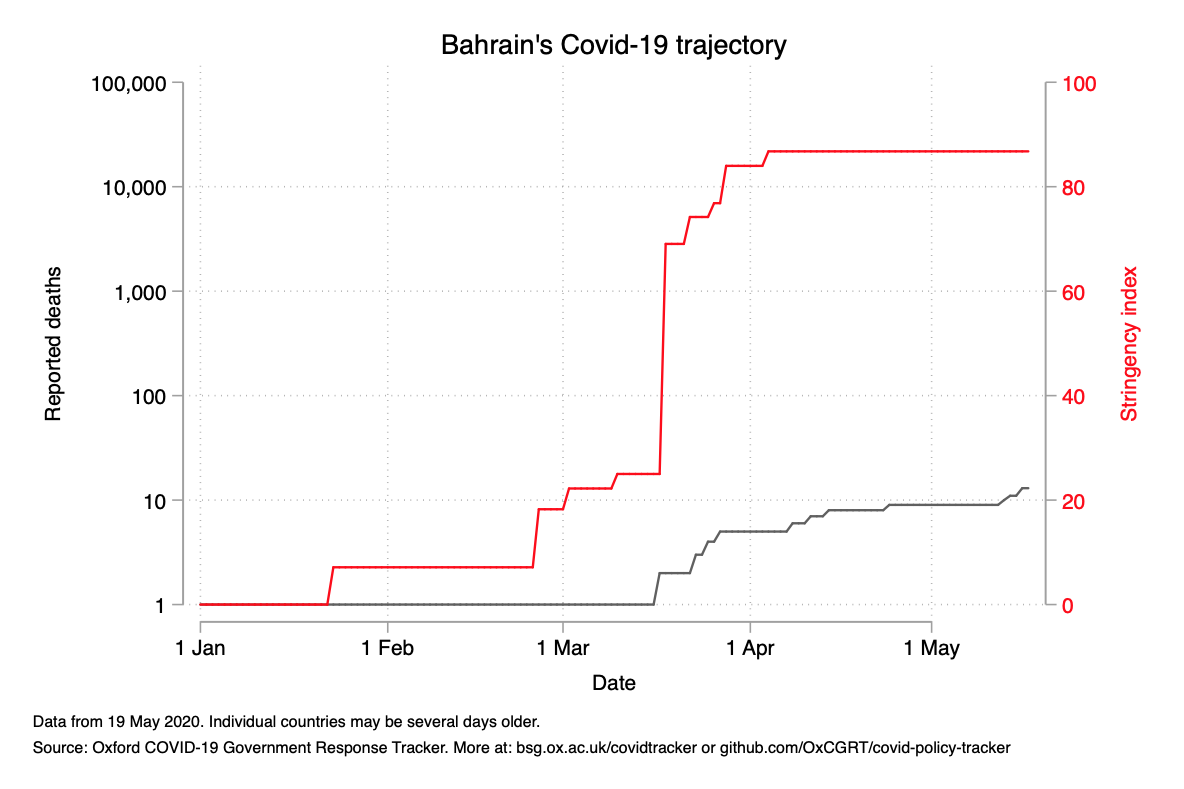 Bahrain's Covid-19 trajectory
100,000
10,000
1,000
100
10
1
Reported deaths
100
80
60
40
20
0
Stringency index
1 Jan
1 Feb
1 Mar
1 Apr
1 May
Date
Data from 19 May 2020. Individual countries may be several days older.
Source: Oxford COVID-19 Government Response Tracker. More at: bsg.ox.ac.uk/covidtracker or github.com/OxCGRT/covid-policy-tracker